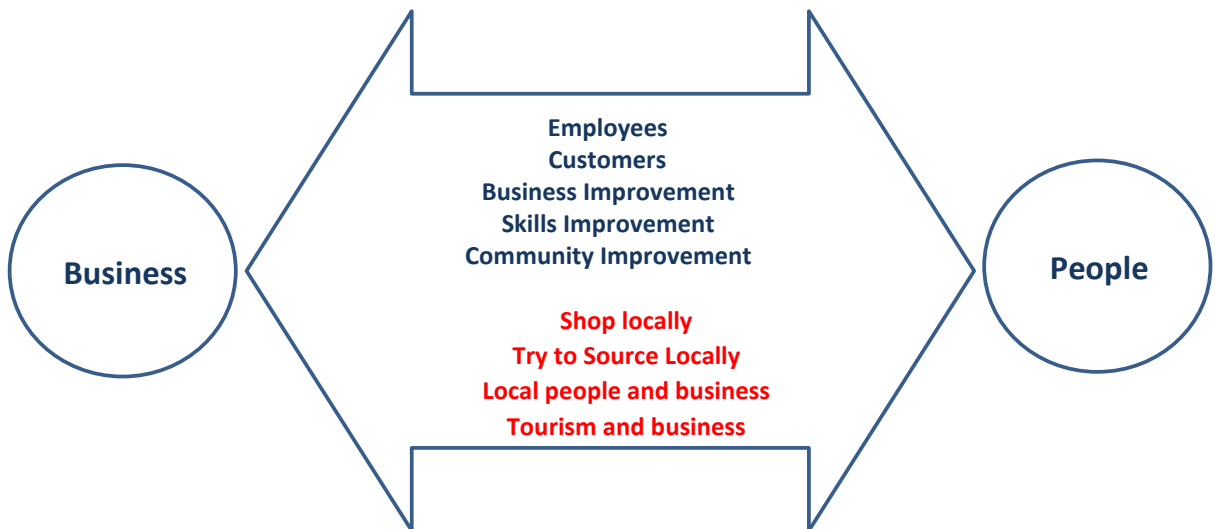 Business
Employees
Customers
Business Improvement
Skills Improvement
Community Improvement
Shop locally
Try to Source Locally
Local people and business
Tourism and business
People